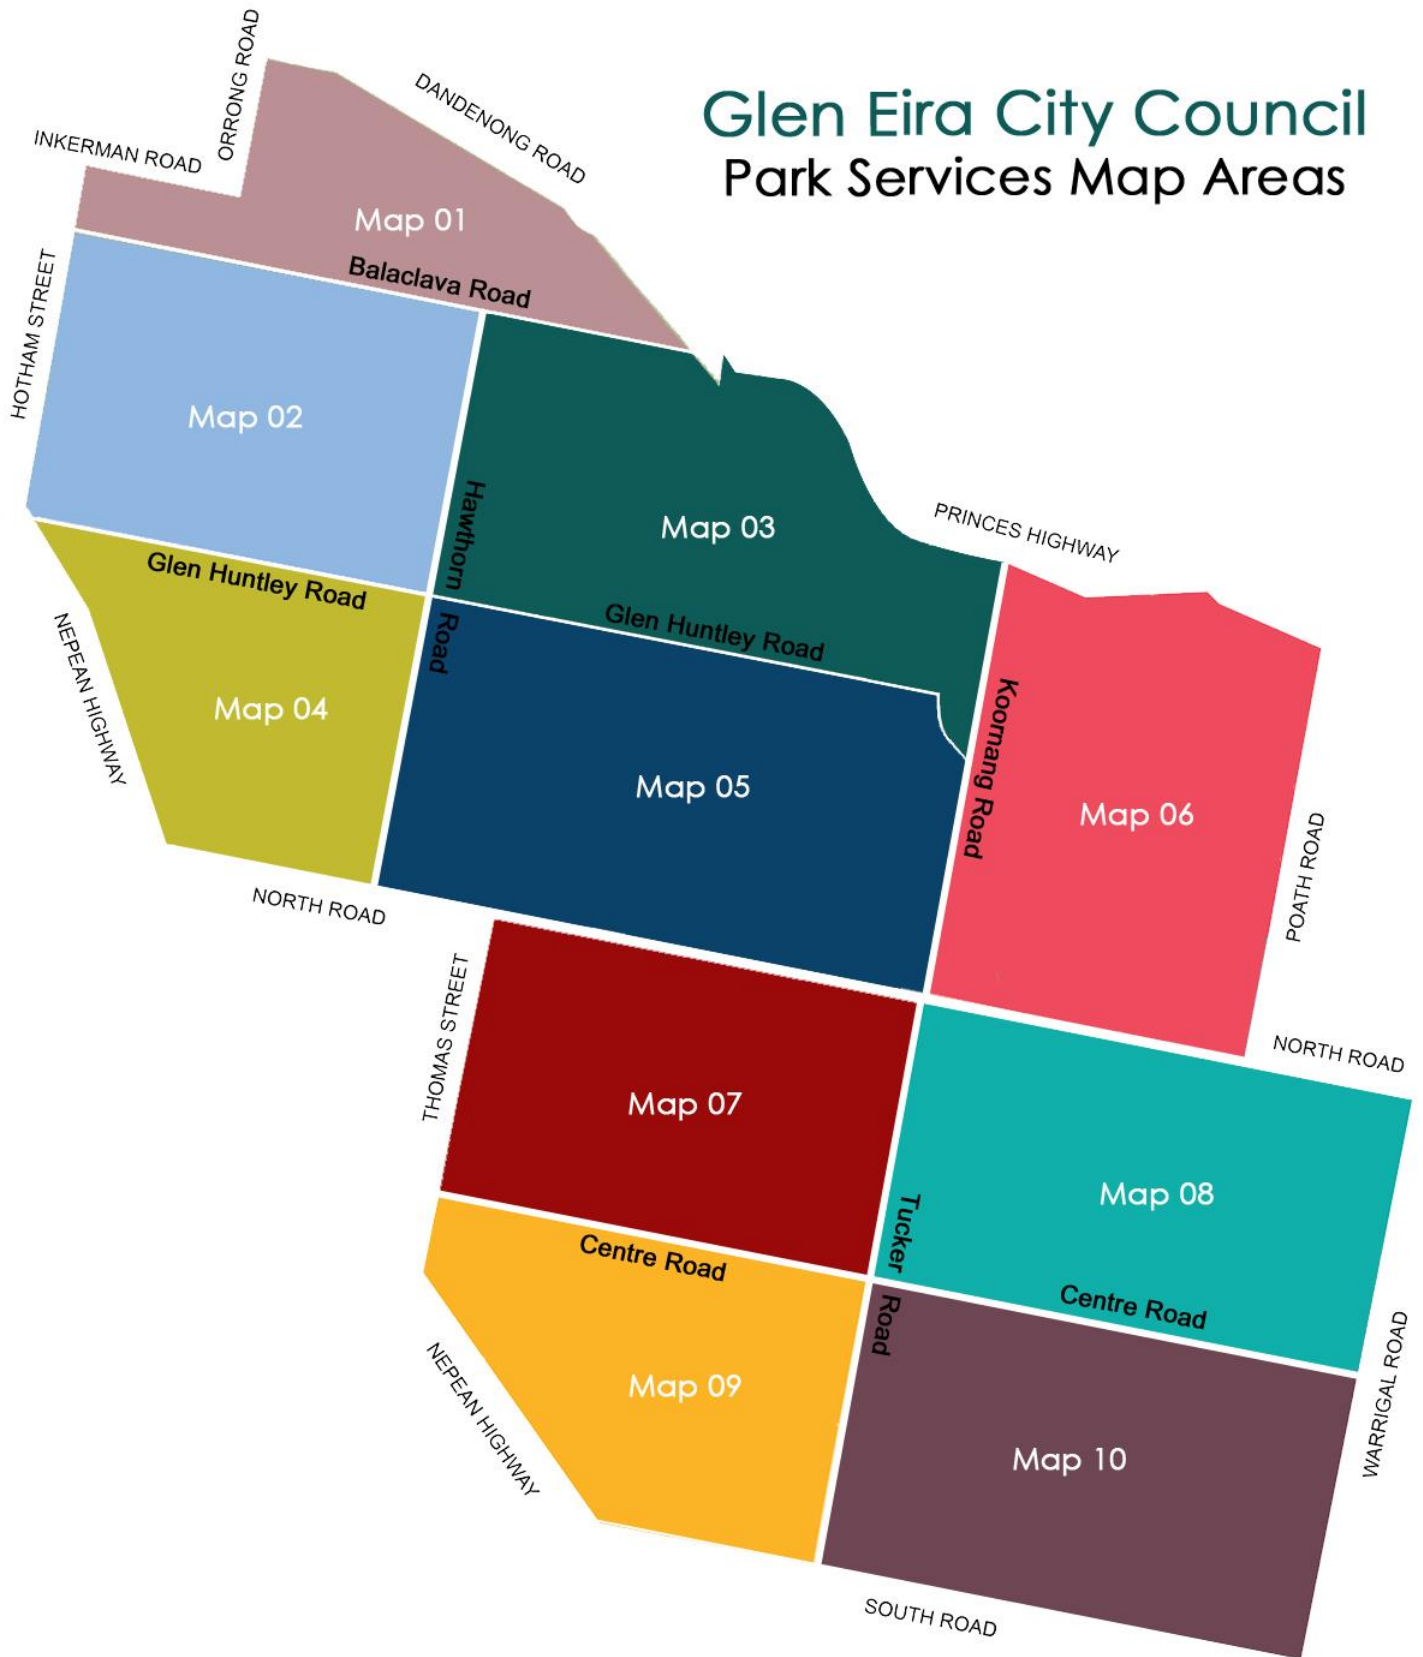 Glen Eira City Council
Park Services Map Areas
ORRONG ROAD
DANDENONG ROAD
INKERMAN ROAD
Map 01
Balaclava Road
HOTHAM STREET
Map 02
Hawthorn
Map 03
PRINCES HIGHWAY
Glen Huntley Road
Glen Huntley Road
Road
NEPEAN HIGHWAY
Map 04
Koornang Road
Map 05
Map 06
POATH ROAD
NORTH ROAD
THOMAS STREET
NORTH ROAD
Map 07
Map 08
Tucker
Centre Road
Centre Road
Road
WARRIGAL ROAD
NEPEAN HIGHWAY
Map 09
Map 10
SOUTH ROAD